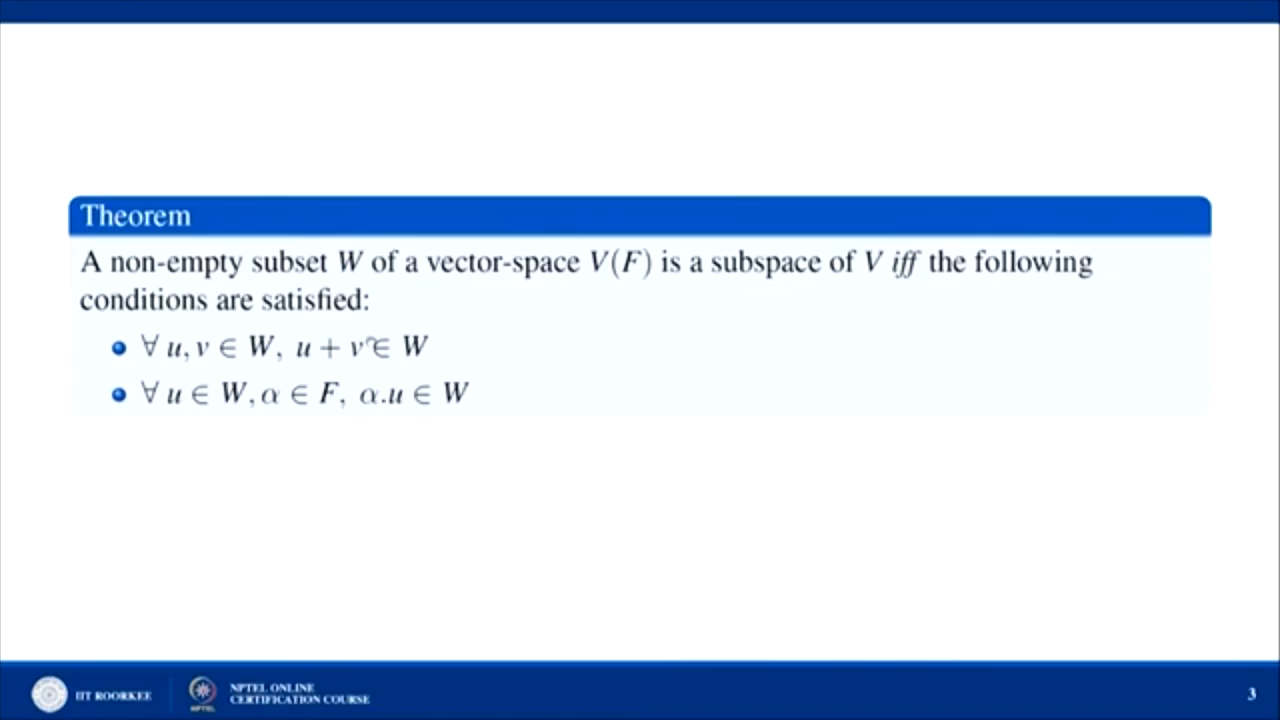 Theorem
A non-empty subset W of a vector-space V(F) is a subspace of V iff the following
conditions are satisfied:
∀ u, v ∈ W, u + v ∈ W
∀ u ∈ W, α ∈ F, α.u ∈ W
IIT ROORKEE
NPTEL
NPTEL ONLINE
CERTIFICATION COURSE
3